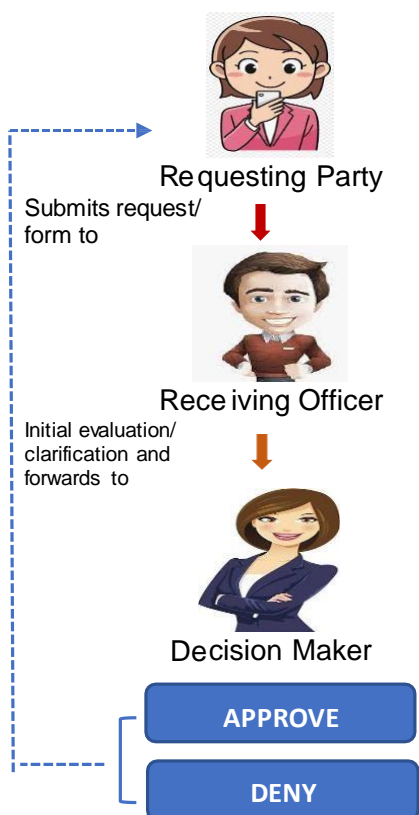 Requesting Party
Submits request/
form to
Receiving Officer
Initial evaluation/
clarification and
forwards to
Decision Maker
APPROVE
DENY